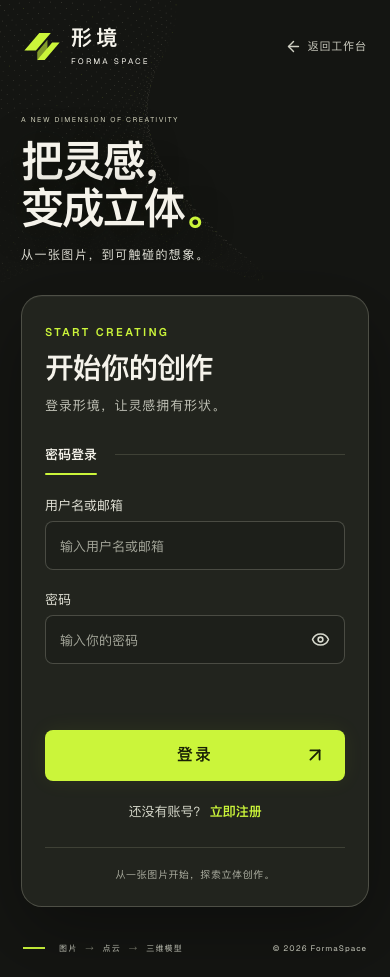 形境
FORMA SPACE
← 返回工作台
A NEW DIMENSION OF CREATIVITY
把灵感，
变成立体。
从一张图片，到可触碰的想象。
START CREATING
开始你的创作
登录形境，让灵感拥有形状。
密码登录
用户名或邮箱
输入用户名或邮箱
密码
输入你的密码
登录
还没有账号？ 立即注册
从一张图片开始，探索立体创作。
图片 → 点云 → 三维模型
© 2026 FormaSpace